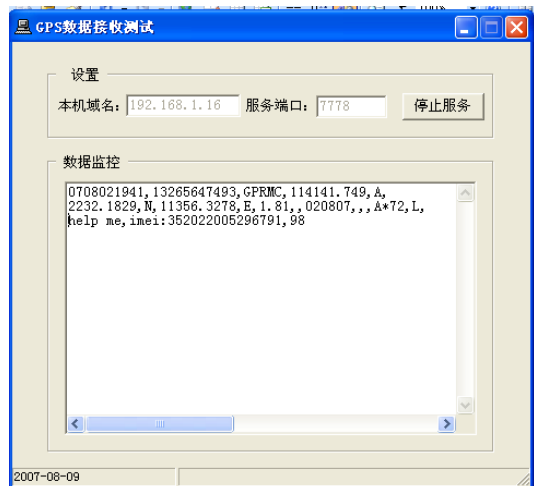 GPS数据接收测试
设置
本机域名: 192.168.1.16 服务端口: 7778 停止服务
数据监控
0708021941,13265647493,GPRMC,114141.749,A,
2232.1829,N,11356.3278,E,1.81,,020807,,,A*72,L,
help me,imei:352022005296791,98
2007-08-09